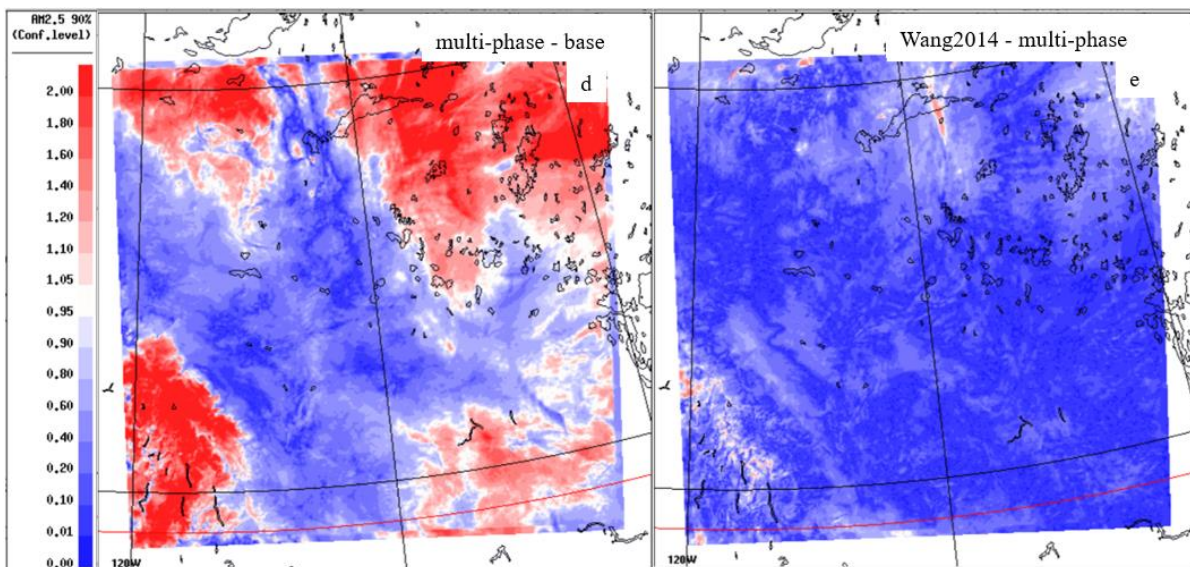 AM2.5 90%
(Conf.level)
multi-phase - base
d
Wang2014 - multi-phase
e
2.00
1.80
1.60
1.40
1.20
1.10
1.05
0.95
0.90
0.80
0.60
0.40
0.20
0.10
0.01
0.00
120W
120W